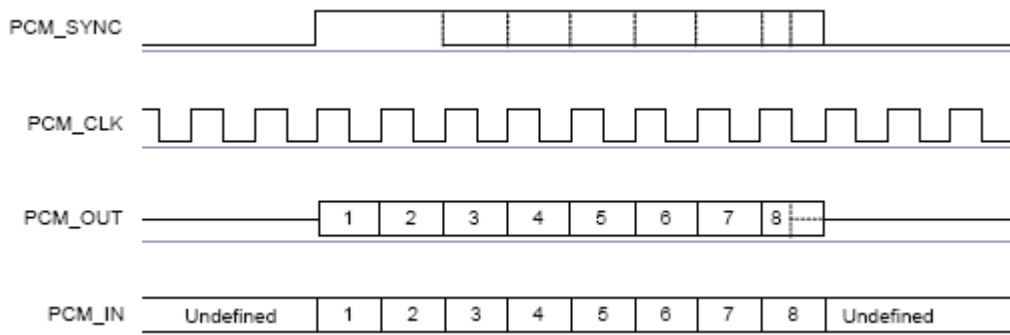 PCM_SYNC
PCM_CLK
PCM_OUT 1 2 3 4 5 6 7 8
PCM_IN Undefined 1 2 3 4 5 6 7 8 Undefined